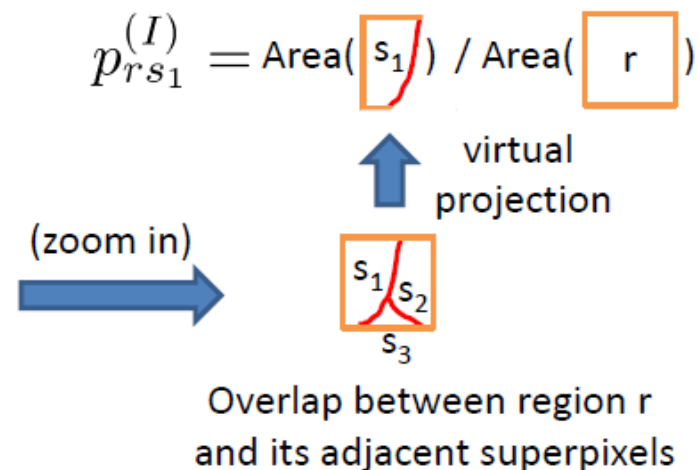 p_{rs_1}^{(I)} = Area( s₁ ) / Area( r )
virtual
projection
(zoom in)
s₁
s₂
s₃
Overlap between region r
and its adjacent superpixels